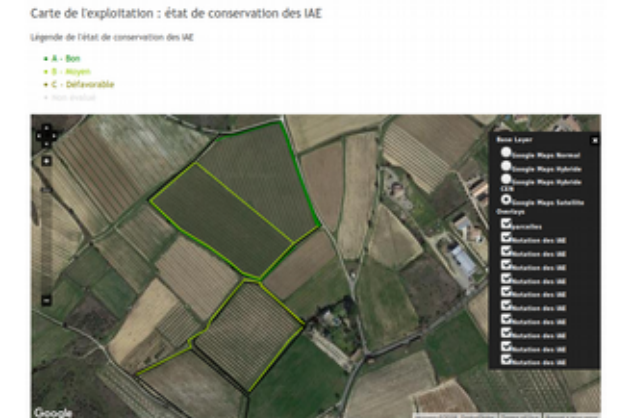 Carte de l'exploitation : état de conservation des IAE
Légende de l'état de conservation des IAE
A - Bon
B - Moyen
C - Défavorable
Non évalué
Base Layer
Google Maps Normal
Google Maps Hybride
Google Maps Hybride
CEN
Google Maps Satellite
Overlays
parcelles
Notation des IAE
Notation des IAE
Notation des IAE
Notation des IAE
Notation des IAE
Notation des IAE
Notation des IAE
Notation des IAE
Notation des IAE
Notation des IAE
Google